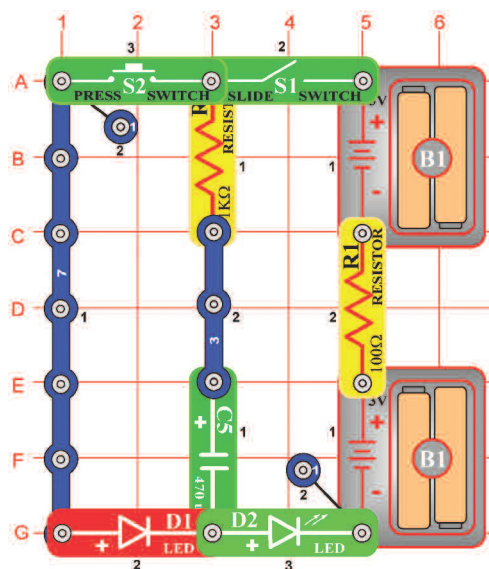 1 2 3 4 5 6
3 2
A S2 S1
PRESS SWITCH SLIDE SWITCH 3V
1 R +
2 RESIST
B 1 1 B1
1KΩ -
C
R1 RESISTOR
7
D 1 2 2
3
100Ω
E
3V
+ C5 1 +
F 1 B1
2
470 -
G D1 D2
+ LED + LED
2 3